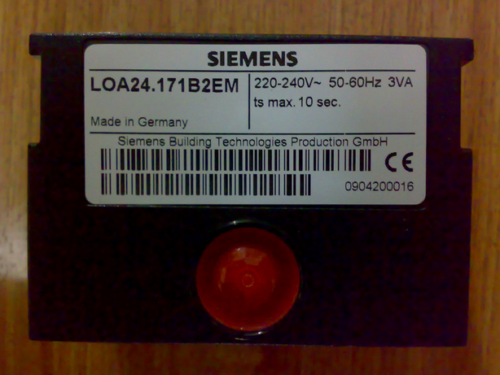 SIEMENS
LOA24.171B2EM
220-240V~ 50-60Hz 3VA
ts max. 10 sec.
Made in Germany
Siemens Building Technologies Production GmbH
CE
0904200016